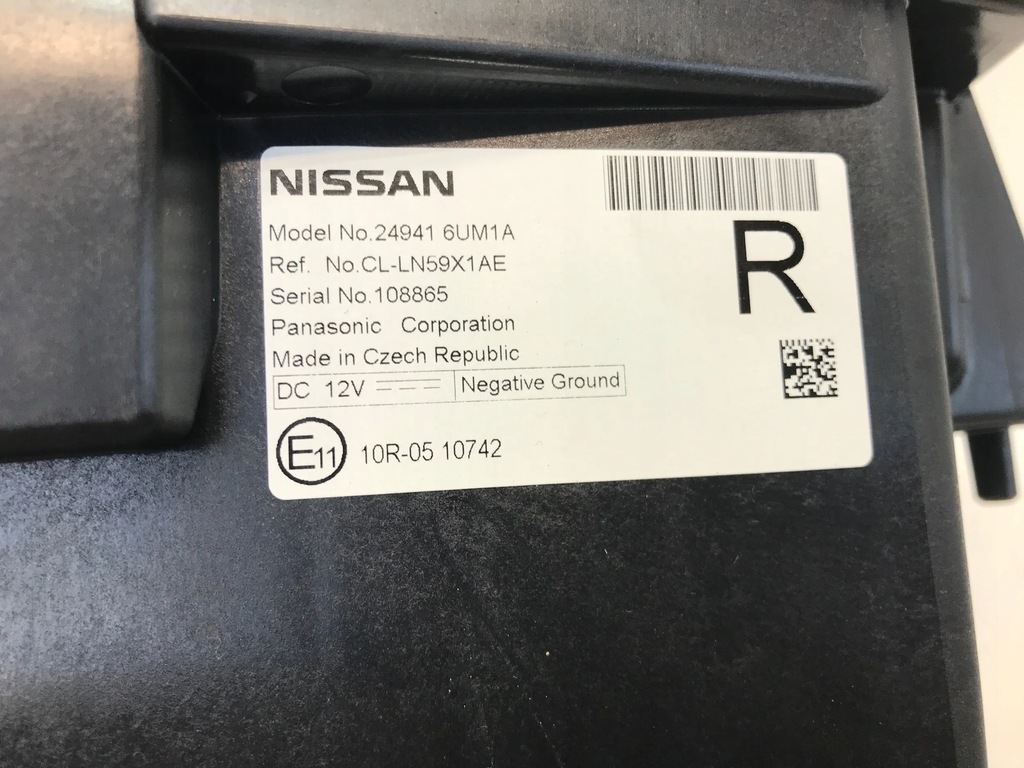 NISSAN
Model No.24941 6UM1A
Ref. No.CL-LN59X1AE
R
Serial No.108865
Panasonic Corporation
Made in Czech Republic
DC 12V Negative Ground
E11 10R-05 10742